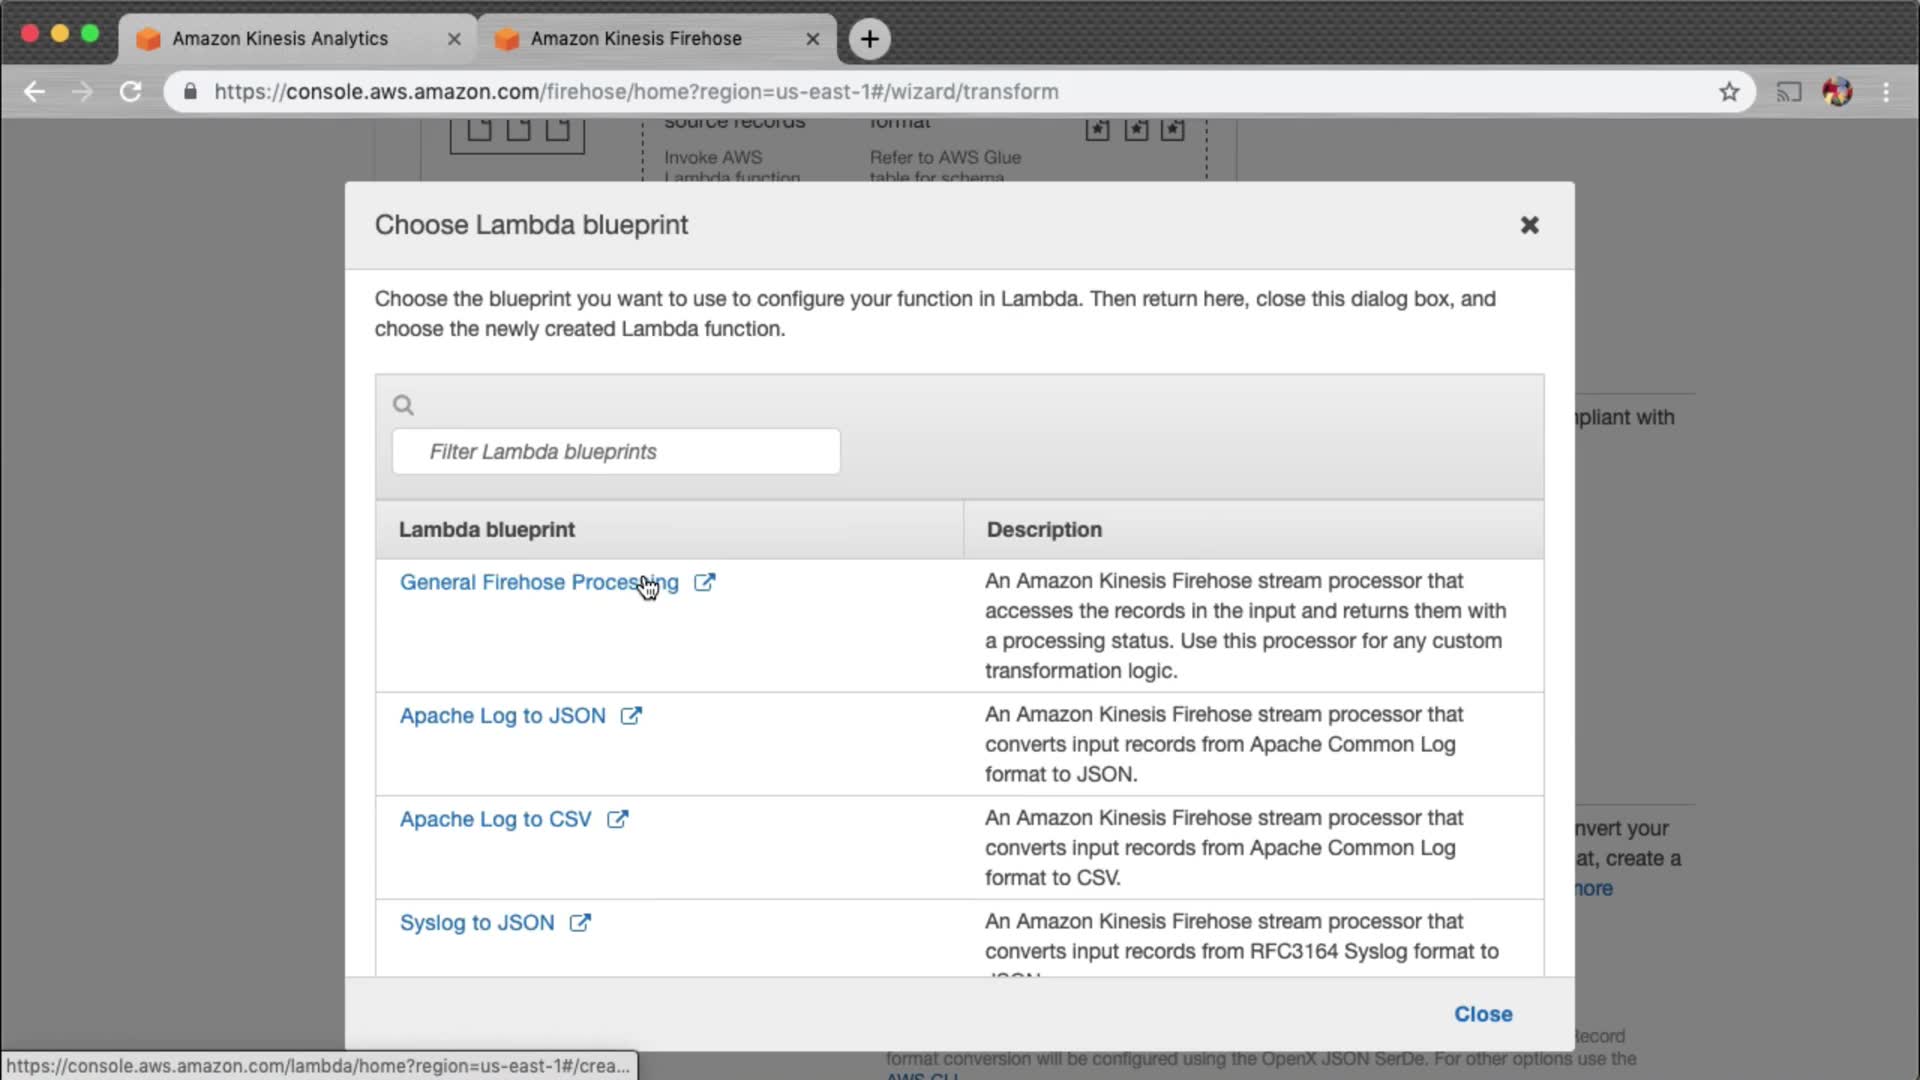 Amazon Kinesis Analytics
Amazon Kinesis Firehose
https://console.aws.amazon.com/firehose/home?region=us-east-1#/wizard/transform
source records
format
Invoke AWS
Lambda function
Refer to AWS Glue
table for schema
Choose Lambda blueprint
Choose the blueprint you want to use to configure your function in Lambda. Then return here, close this dialog box, and
choose the newly created Lambda function.
Filter Lambda blueprints
Lambda blueprint
Description
General Firehose Processing
An Amazon Kinesis Firehose stream processor that
accesses the records in the input and returns them with
a processing status. Use this processor for any custom
transformation logic.
Apache Log to JSON
An Amazon Kinesis Firehose stream processor that
converts input records from Apache Common Log
format to JSON.
Apache Log to CSV
An Amazon Kinesis Firehose stream processor that
converts input records from Apache Common Log
format to CSV.
Syslog to JSON
An Amazon Kinesis Firehose stream processor that
converts input records from RFC3164 Syslog format to
JSON
Close
npliant with
nvert your
at, create a
more
Record
format conversion will be configured using the OpenX JSON SerDe. For other options use the
AWS CLI
https://console.aws.amazon.com/lambda/home?region=us-east-1#/crea...